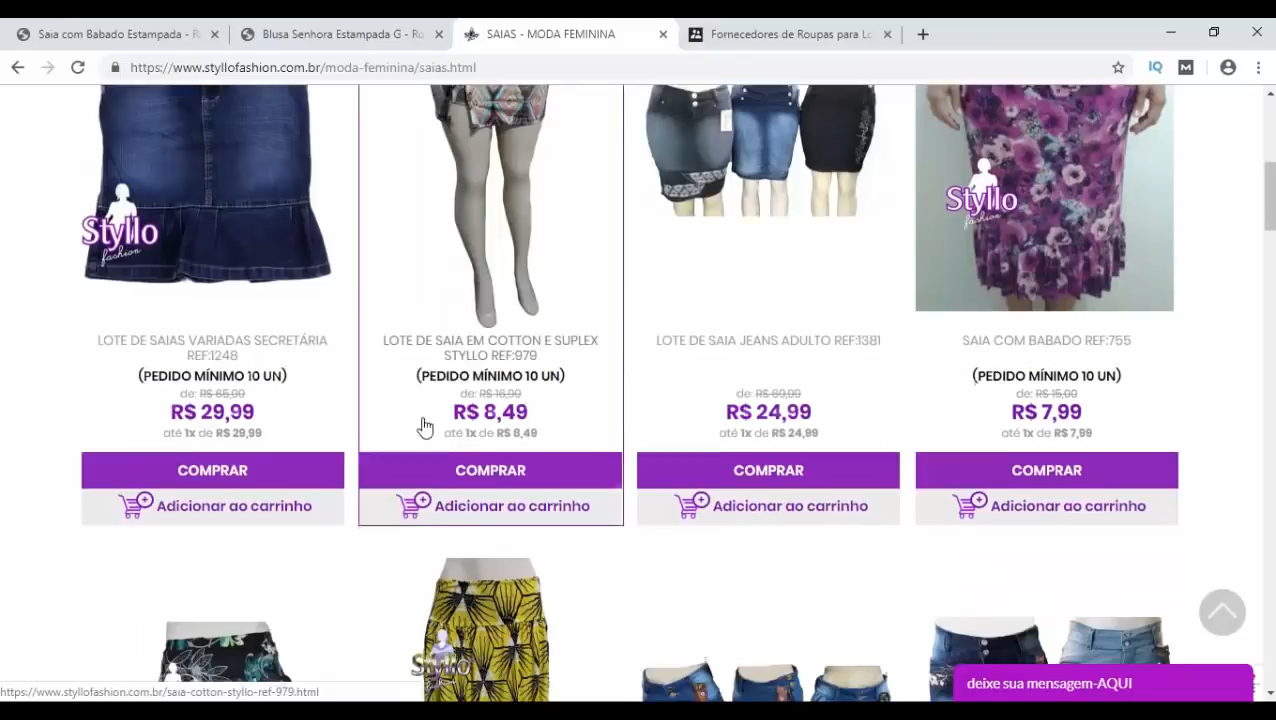 Saia com Babado Estampada - R
Blusa Senhora Estampada G - Ro
SAIAS - MODA FEMININA
Fornecedores de Roupas para Lo
https://www.styllofashion.com.br/moda-feminina/saias.html
IQ
M
Styllo
fashion
Styllo
fashion
LOTE DE SAIAS VARIADAS SECRETÁRIA
REF:1248
(PEDIDO MÍNIMO 10 UN)
de: R$ 65,00
R$ 29,99
até 1x de R$ 29,99
COMPRAR
Adicionar ao carrinho
LOTE DE SAIA EM COTTON E SUPLEX
STYLLO REF:979
(PEDIDO MÍNIMO 10 UN)
de: R$ 16,99
R$ 8,49
até 1x de R$ 8,49
COMPRAR
Adicionar ao carrinho
LOTE DE SAIA JEANS ADULTO REF:1381
de: R$ 69,99
R$ 24,99
até 1x de R$ 24,99
COMPRAR
Adicionar ao carrinho
SAIA COM BABADO REF:755
(PEDIDO MÍNIMO 10 UN)
de: R$ 15,00
R$ 7,99
até 1x de R$ 7,99
COMPRAR
Adicionar ao carrinho
Styllo
deixe sua mensagem-AQUI
https://www.styllofashion.com.br/saia-cotton-styllo-ref-979.html